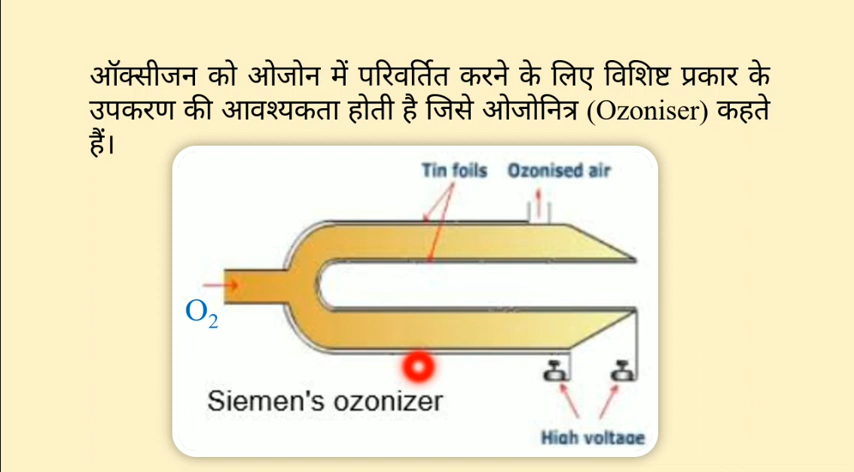 ऑक्सीजन को ओजोन में परिवर्तित करने के लिए विशिष्ट प्रकार के
उपकरण की आवश्यकता होती है जिसे ओजोनित्र (Ozoniser) कहते
हैं।
Tin foils Ozonised air
O₂
Siemen's ozonizer
High voltage